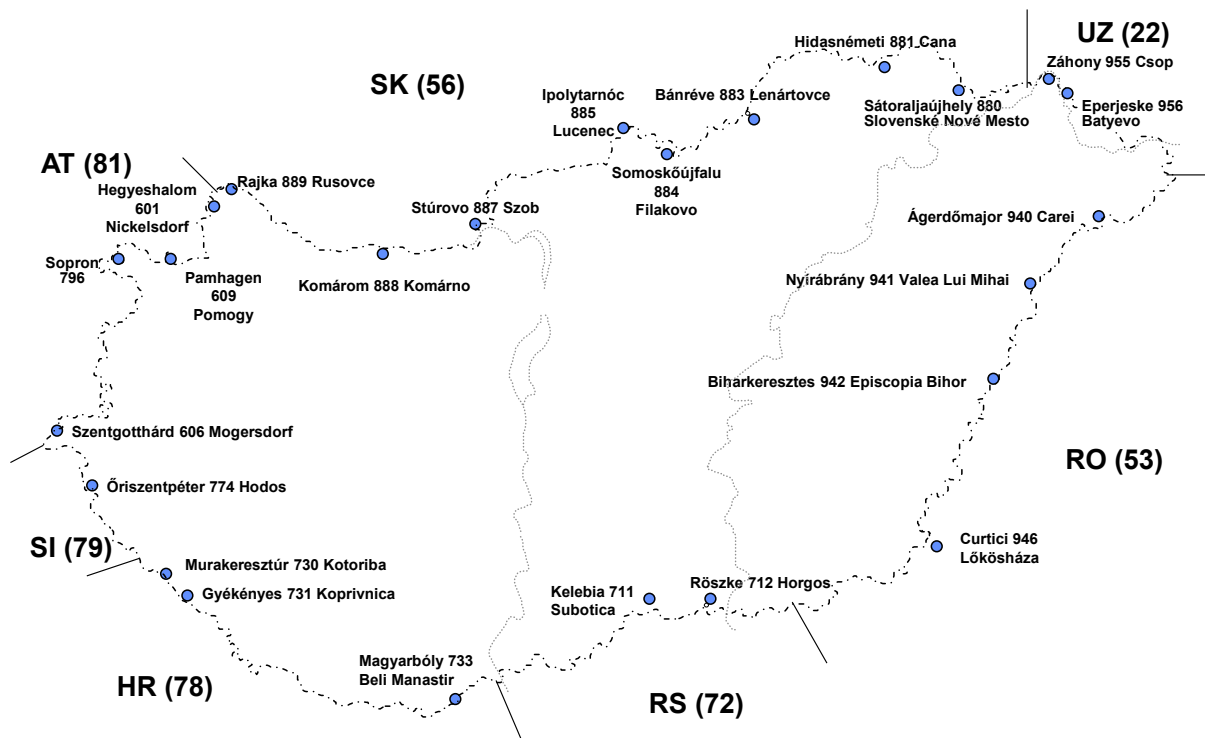 UZ (22)
Hidasnémeti 881 Cana
Záhony 955 Csop
SK (56)
Ipolytarnóc
885
Lucenec
Bánréve 883 Lenártovce
Sátoraljaújhely 880
Slovenské Nové Mesto
Eperjeske 956
Batyevo
AT (81)
Hegyeshalom
601
Nickelsdorf
Rajka 889 Rusovce
Somoskőújfalu
884
Filakovo
Stúrovo 887 Szob
Ágerdőmajor 940 Carei
Sopron
796
Pamhagen
609
Pomogy
Komárom 888 Komárno
Nyírábrány 941 Valea Lui Mihai
Biharkeresztes 942 Episcopia Bihor
Szentgotthárd 606 Mogersdorf
RO (53)
Őriszentpéter 774 Hodos
SI (79)
Curtici 946
Lőkösháza
Murakeresztúr 730 Kotoriba
Gyékényes 731 Koprivnica
Kelebia 711
Subotica
Röszke 712 Horgos
Magyarbóly 733
Beli Manastir
HR (78)
RS (72)